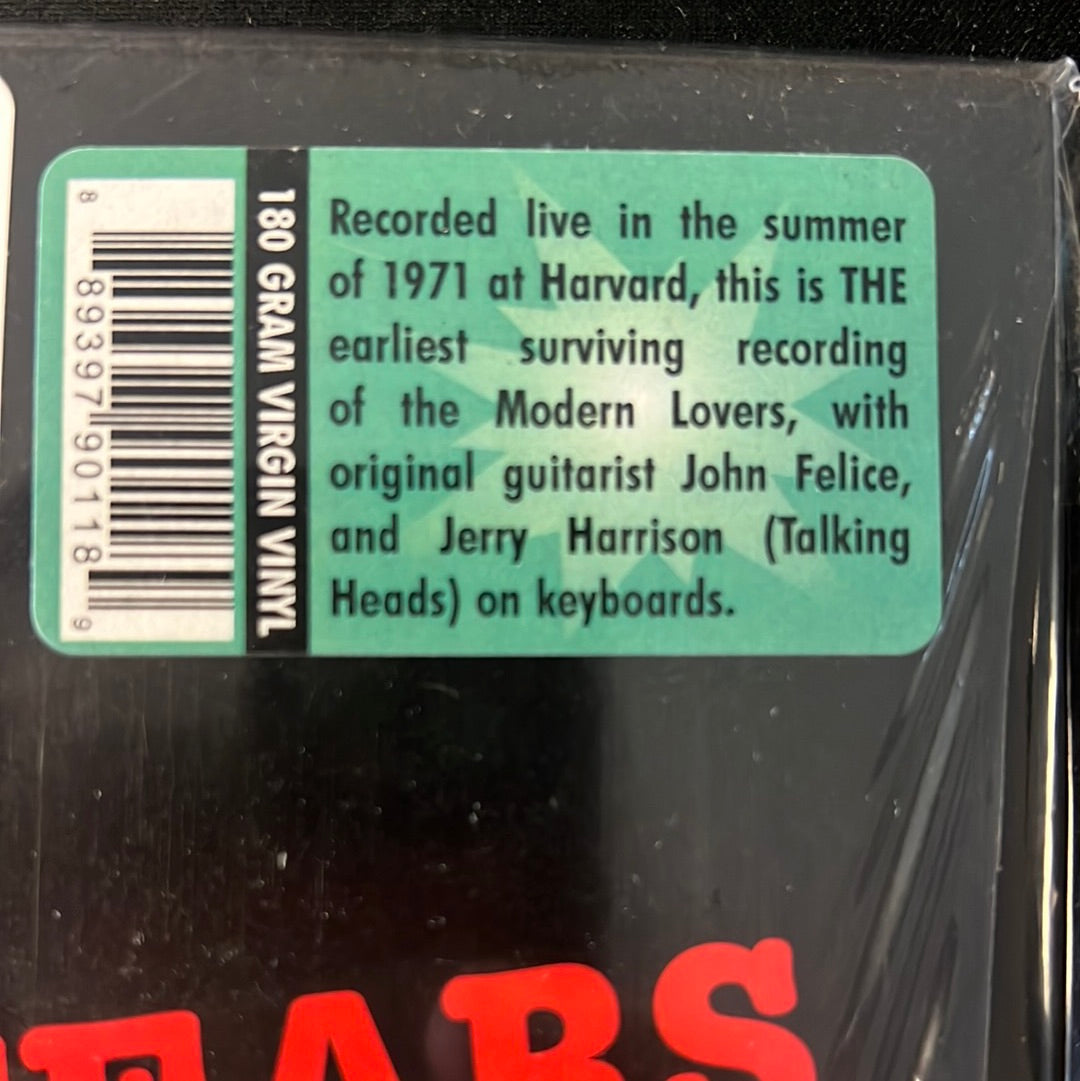 8 89397 90118 9
180 GRAM VIRGIN VINYL
Recorded live in the summer
of 1971 at Harvard, this is THE
earliest surviving recording
of the Modern Lovers, with
original guitarist John Felice,
and Jerry Harrison (Talking
Heads) on keyboards.